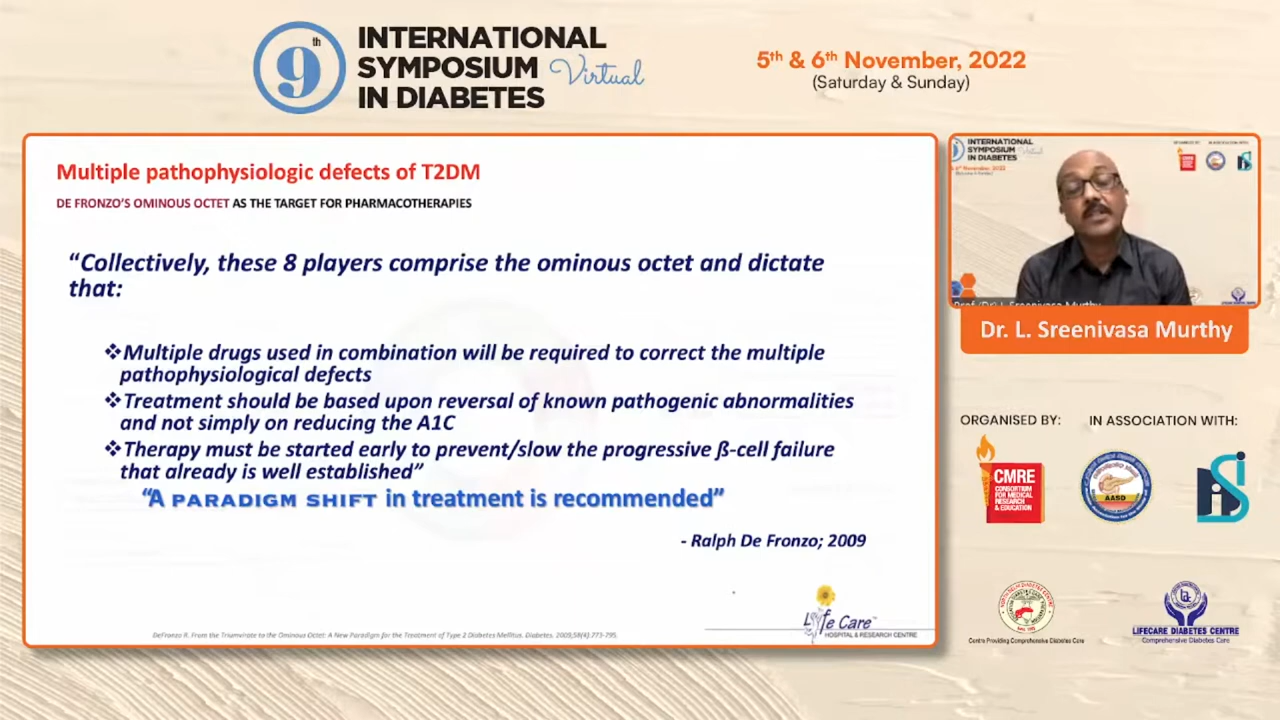 9th
INTERNATIONAL
SYMPOSIUM Virtual
IN DIABETES
5th & 6th November, 2022
(Saturday & Sunday)
Multiple pathophysiologic defects of T2DM
DE FRONZO'S OMINOUS OCTET AS THE TARGET FOR PHARMACOTHERAPIES
“Collectively, these 8 players comprise the ominous octet and dictate
that:
❖Multiple drugs used in combination will be required to correct the multiple
pathophysiological defects
❖Treatment should be based upon reversal of known pathogenic abnormalities
and not simply on reducing the A1C
❖Therapy must be started early to prevent/slow the progressive ß-cell failure
that already is well established”
“A PARADIGM SHIFT in treatment is recommended”
- Ralph De Fronzo; 2009
DeFronzo R. From the Triumvirate to the Ominous Octet: A New Paradigm for the Treatment of Type 2 Diabetes Mellitus. Diabetes. 2009;58(4):773-795.
Life Care
HOSPITAL & RESEARCH CENTRE
INTERNATIONAL
SYMPOSIUM Virtual
IN DIABETES
Prof (Dr) L Sreenivasa Murthy
Dr. L. Sreenivasa Murthy
ORGANISED BY:
IN ASSOCIATION WITH:
CMRE
CONSORTIUM
FOR MEDICAL
RESEARCH
& EDUCATION
AASD
Centre Providing Comprehensive Diabetes Care
LIFECARE DIABETES CENTRE
Comprehensive Diabetes Care